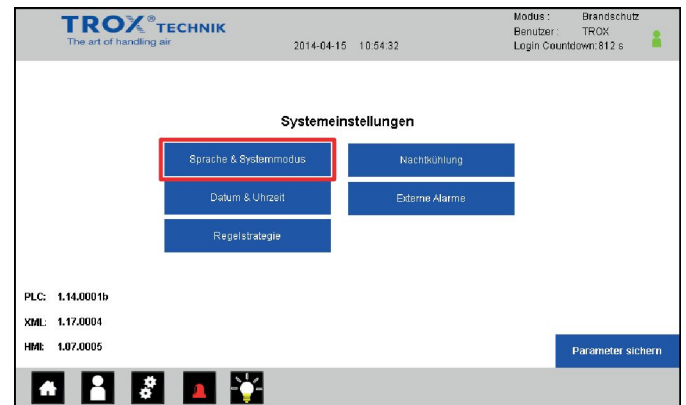 TROX® TECHNIK
The art of handling air
2014-04-15 10:54:32
Modus: Brandschutz
Benutzer: TROX
Login Countdown:812 s
Systemeinstellungen
Sprache & Systemmodus
Nachtkühlung
Datum & Uhrzeit
Externe Alarme
Regelstrategie
PLC: 1.14.0001b
XML: 1.17.0004
HMI: 1.07.0005
Parameter sichern